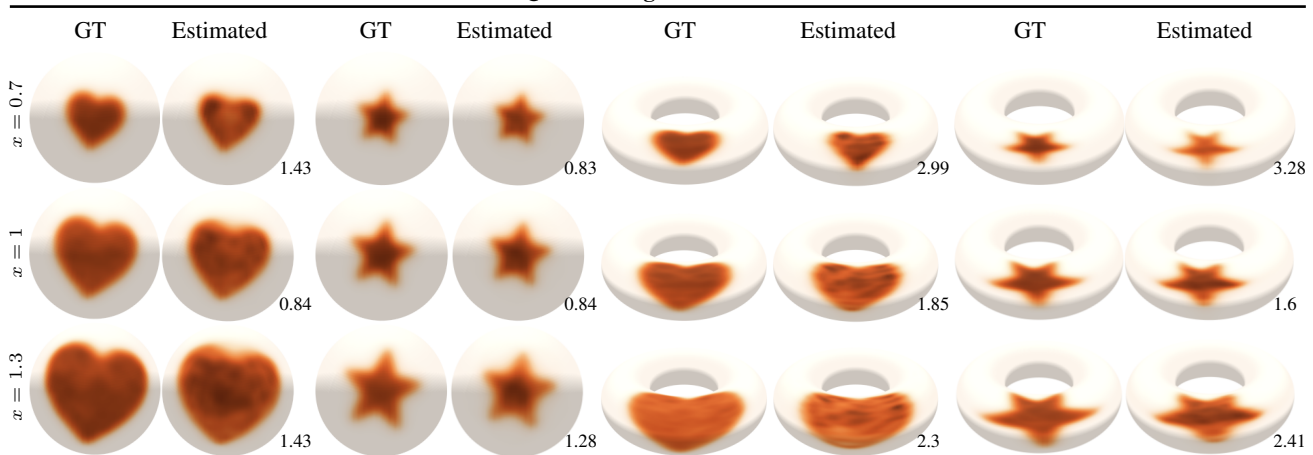 GT Estimated GT Estimated GT Estimated GT Estimated
x = 0.7
1.43 0.83 2.99 3.28
x = 1
0.84 0.84 1.85 1.6
x = 1.3
1.43 1.28 2.3 2.41